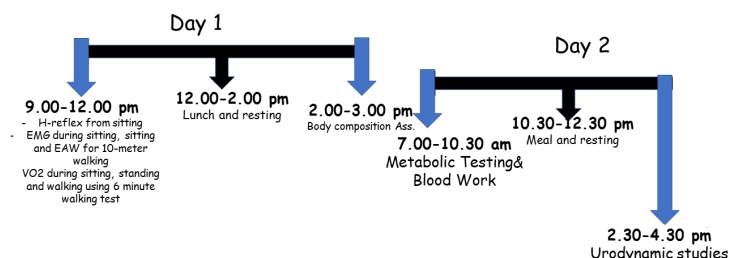 Day 1
9.00-12.00 pm
- H-reflex from sitting
- EMG during sitting, sitting
and EAW for 10-meter
walking
VO2 during sitting, standing
and walking using 6 minute
walking test
12.00-2.00 pm
Lunch and resting
2.00-3.00 pm
Body composition Ass.
Day 2
7.00-10.30 am
Metabolic Testing&
Blood Work
10.30-12.30 pm
Meal and resting
2.30-4.30 pm
Urodynamic studies